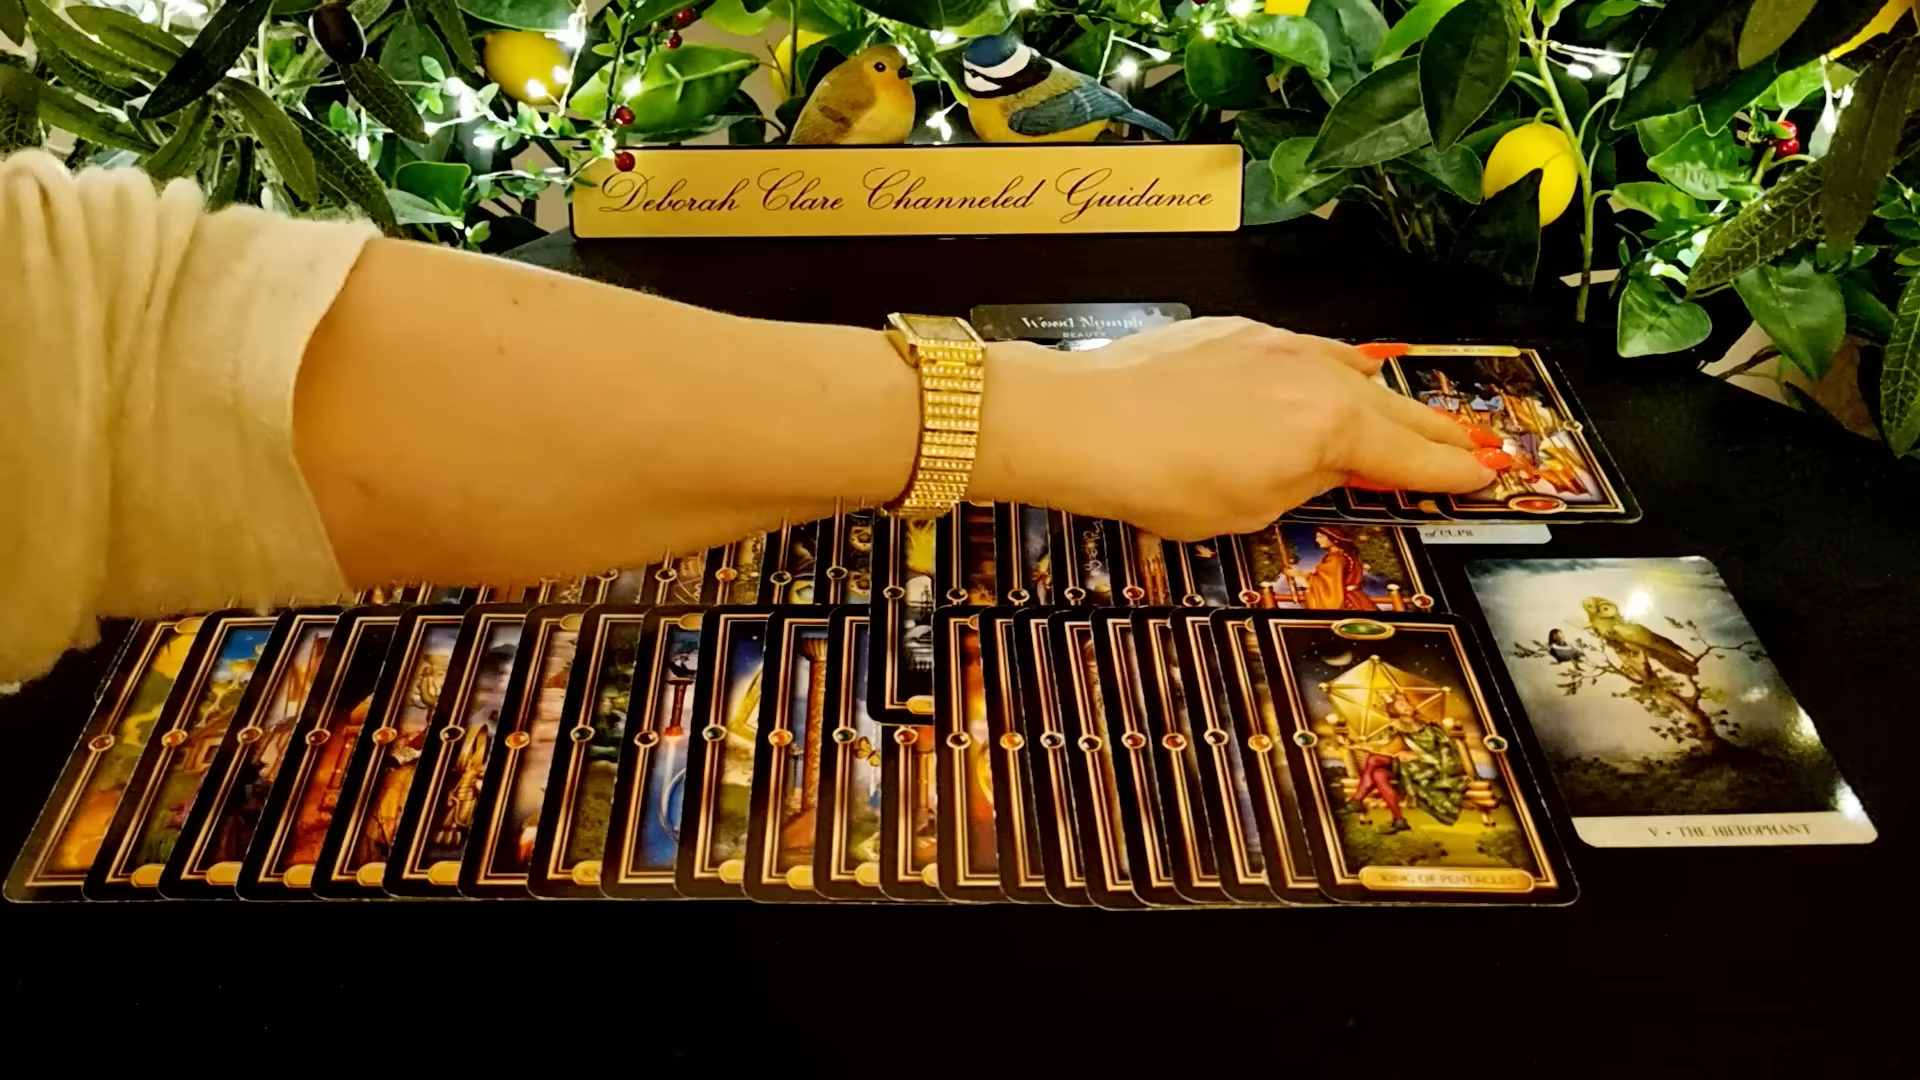 Deborah Clare Channeled Guidance
Wood Nymph
BEAUTY
of CUPS
V • THE HIEROPHANT
KING OF PENTACLES